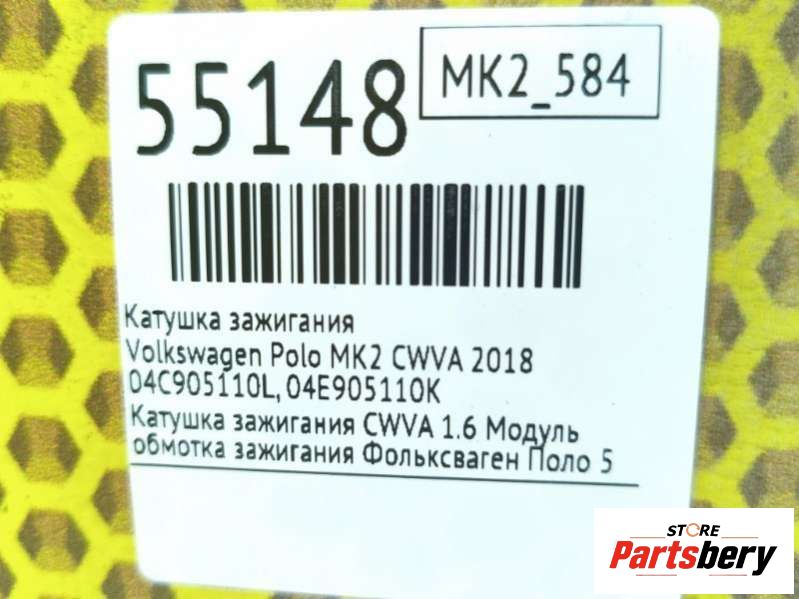 55148
MK2_584
Катушка зажигания
Volkswagen Polo MK2 CWVA 2018
04C905110L, 04E905110K
Катушка зажигания CWVA 1.6 Модуль
обмотка зажигания Фольксваген Поло 5
STORE
Partsbery